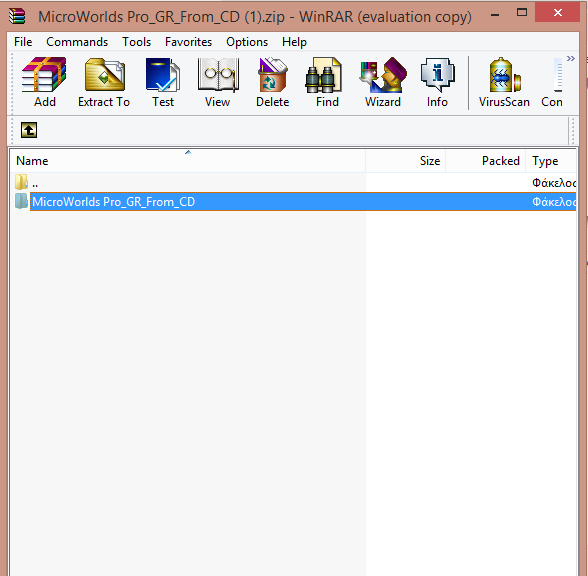 MicroWorlds Pro_GR_From_CD (1).zip - WinRAR (evaluation copy)
File Commands Tools Favorites Options Help
Add Extract To Test View Delete Find Wizard Info VirusScan Con
Name Size Packed Type
.. Φάκελος
MicroWorlds Pro_GR_From_CD Φάκελος